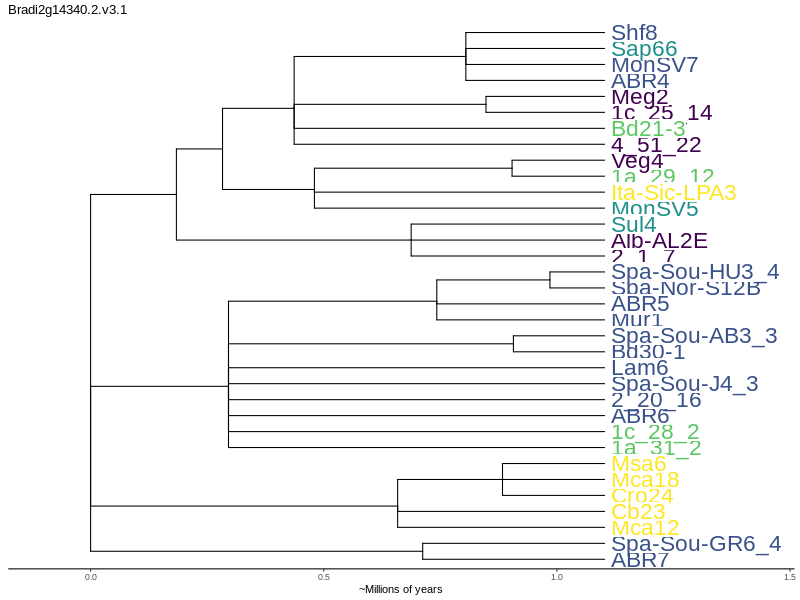 Bradi2g14340.2.v3.1
Shf8
Sap66
MonSV7
ABR4
Meg2
1c_25_14
Bd21-3
4_51_22
Veg4
1a_29_12
Ita-Sic-LPA3
MonSV5
Sul4
Alb-AL2E
2_1_7
Spa-Sou-HU3_4
Spa-Nor-S12B
ABR5
Mur1
Spa-Sou-AB3_3
Bd30-1
Lam6
Spa-Sou-J4_3
2_20_16
ABR6
1c_28_2
1a_31_2
Msa6
Mca18
Cro24
Cb23
Mca12
Spa-Sou-GR6_4
ABR7
0.0 0.5 1.0 1.5
~Millions of years